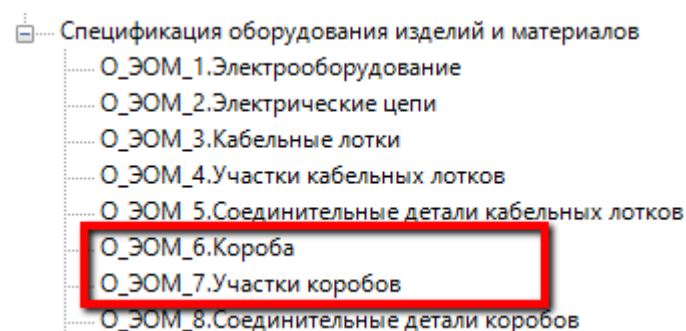 Спецификация оборудования изделий и материалов
О_ЭОМ_1.Электрооборудование
О_ЭОМ_2.Электрические цепи
О_ЭОМ_3.Кабельные лотки
О_ЭОМ_4.Участки кабельных лотков
О_ЭОМ_5.Соединительные детали кабельных лотков
О_ЭОМ_6.Короба
О_ЭОМ_7.Участки коробов
О_ЭОМ_8.Соединительные детали коробов